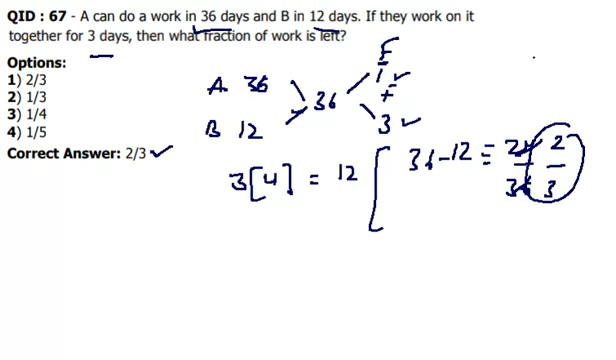 QID : 67 - A can do a work in 36 days and B in 12 days. If they work on it
together for 3 days, then what fraction of work is left?
Options:
1) 2/3
2) 1/3
3) 1/4
4) 1/5
Correct Answer: 2/3
E
A 36
36
1
+
B 12
3
3[4] = 12 [ 36-12 = 24/36 2/3